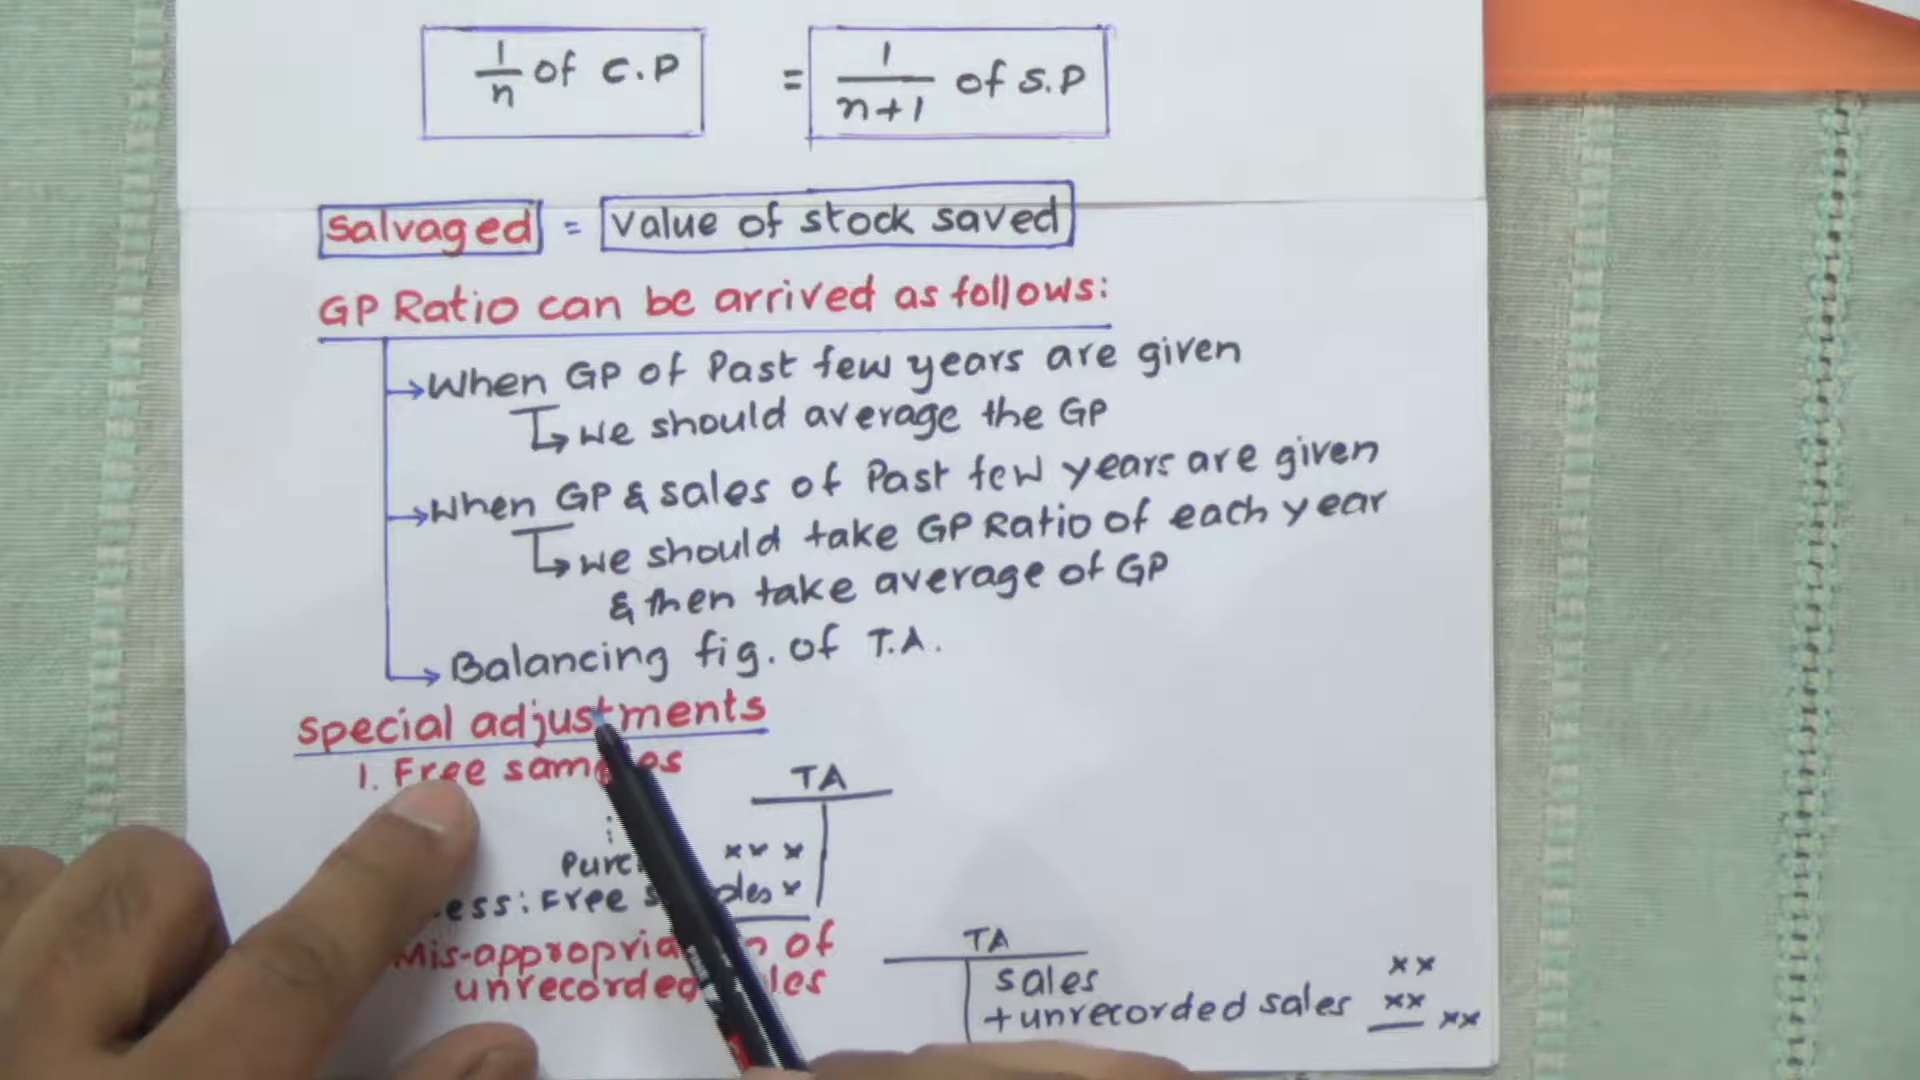 1/n of C.P = 1/n+1 of S.P
Salvaged = Value of stock saved
GP Ratio can be arrived as follows:
→When GP of Past few years are given
↳we should average the GP
→When GP & sales of Past few years are given
↳we should take GP Ratio of each year
& then take average of GP
→Balancing fig. of T.A.
Special adjustments
1. Free
TA
xxx
Free x
TA
Mis-appropria of
unrecorded
sales xx
+unrecorded sales xx xx